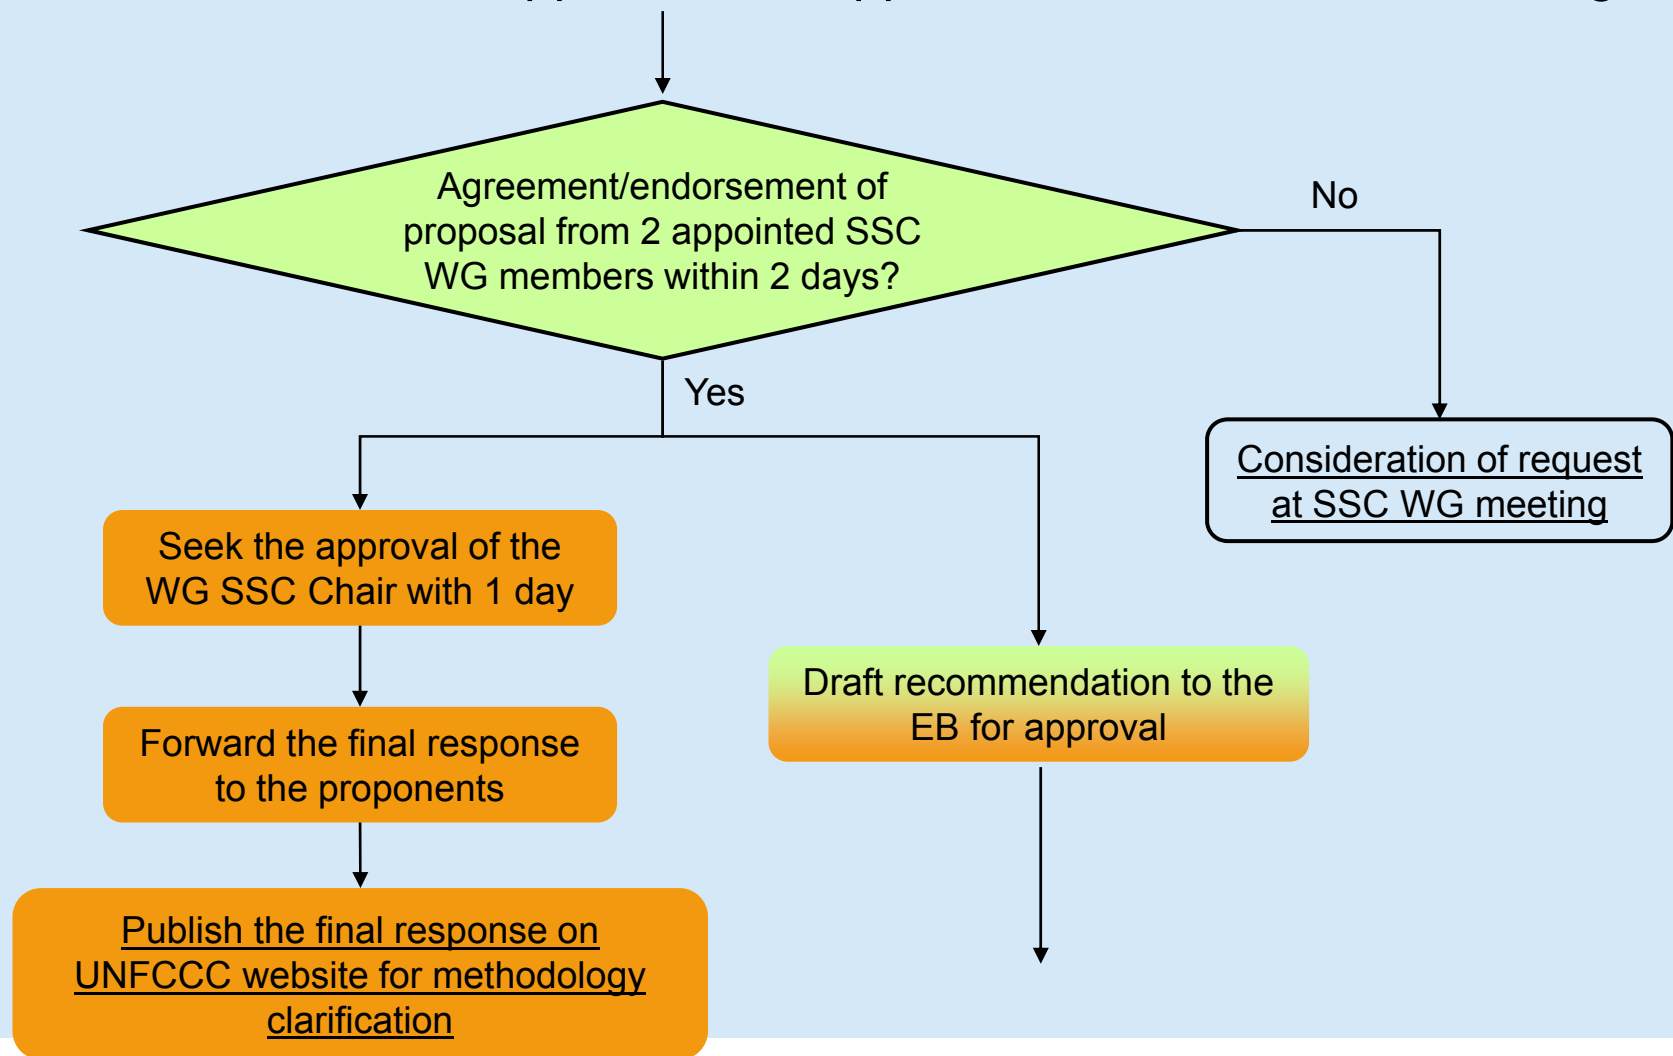 Agreement/endorsement of
proposal from 2 appointed SSC
WG members within 2 days?
No
Yes
Consideration of request
at SSC WG meeting
Seek the approval of the
WG SSC Chair with 1 day
Draft recommendation to the
EB for approval
Forward the final response
to the proponents
Publish the final response on
UNFCCC website for methodology
clarification